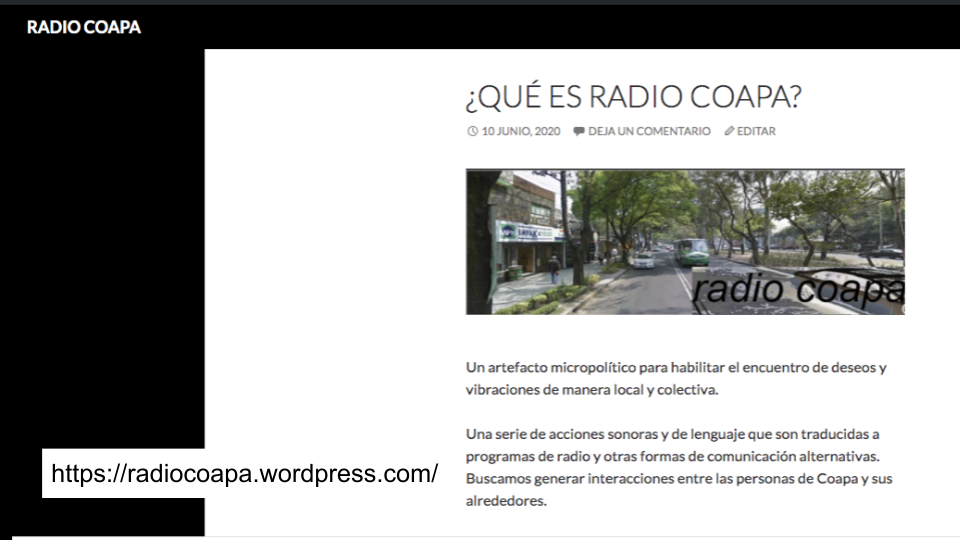 RADIO COAPA
¿QUÉ ES RADIO COAPA?
10 JUNIO, 2020 DEJA UN COMENTARIO EDITAR
radio coapa
Un artefacto micropolítico para habilitar el encuentro de deseos y
vibraciones de manera local y colectiva.
Una serie de acciones sonoras y de lenguaje que son traducidas a
programas de radio y otras formas de comunicación alternativas.
Buscamos generar interacciones entre las personas de Coapa y sus
alrededores.
https://radiocoapa.wordpress.com/